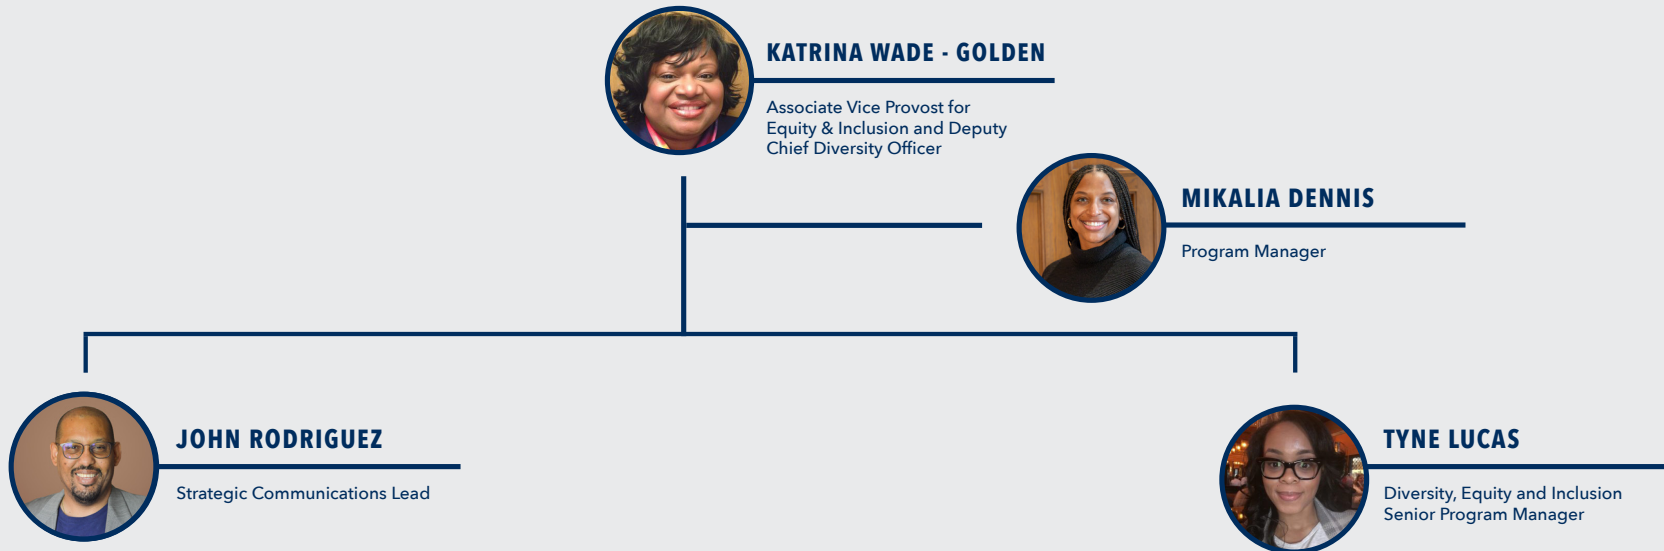 KATRINA WADE - GOLDEN
Associate Vice Provost for
Equity & Inclusion and Deputy
Chief Diversity Officer
MIKALIA DENNIS
Program Manager
JOHN RODRIGUEZ
Strategic Communications Lead
TYNE LUCAS
Diversity, Equity and Inclusion
Senior Program Manager